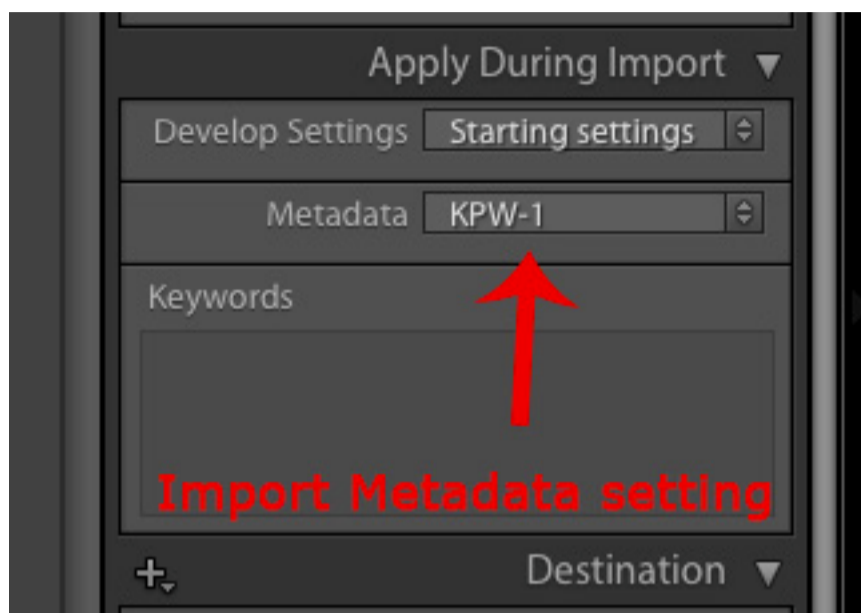 Apply During Import
Develop Settings Starting settings
Metadata KPW-1
Keywords
Import Metadata setting
Destination